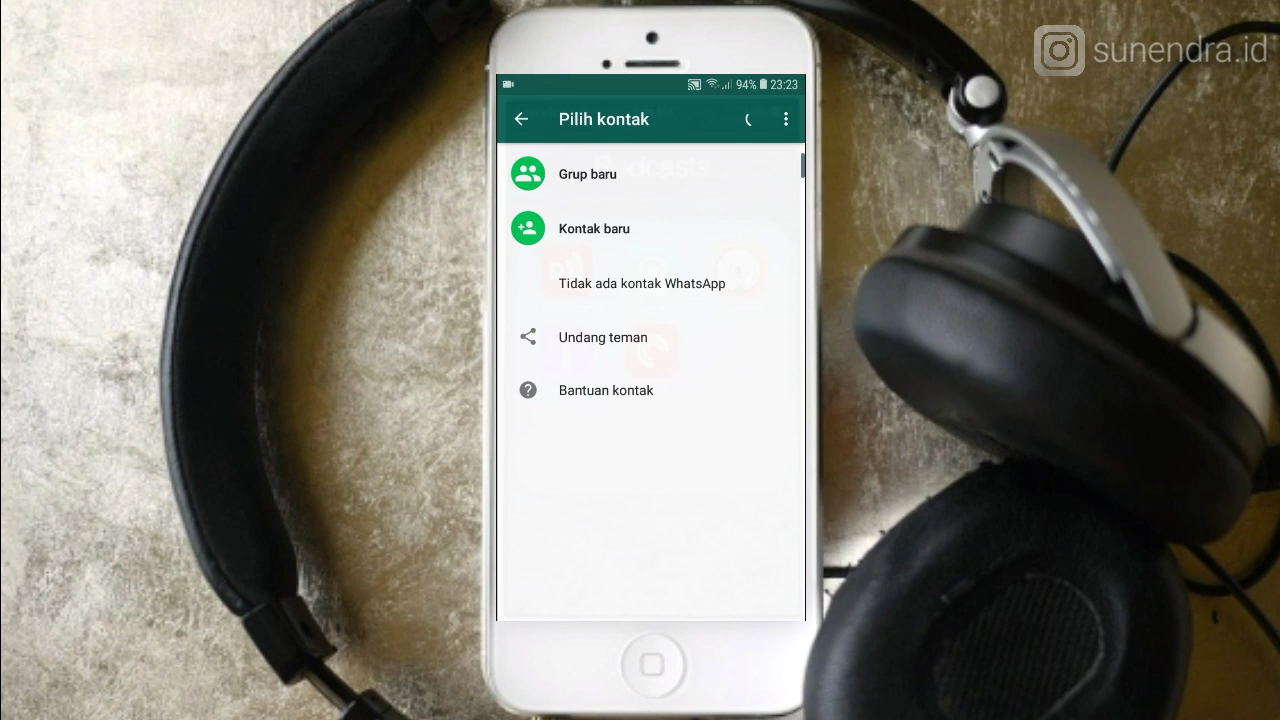 sunendra.id
94% 23:23
Pilih kontak
Podcasts
Grup baru
Kontak baru
Tidak ada kontak WhatsApp
Undang teman
Bantuan kontak